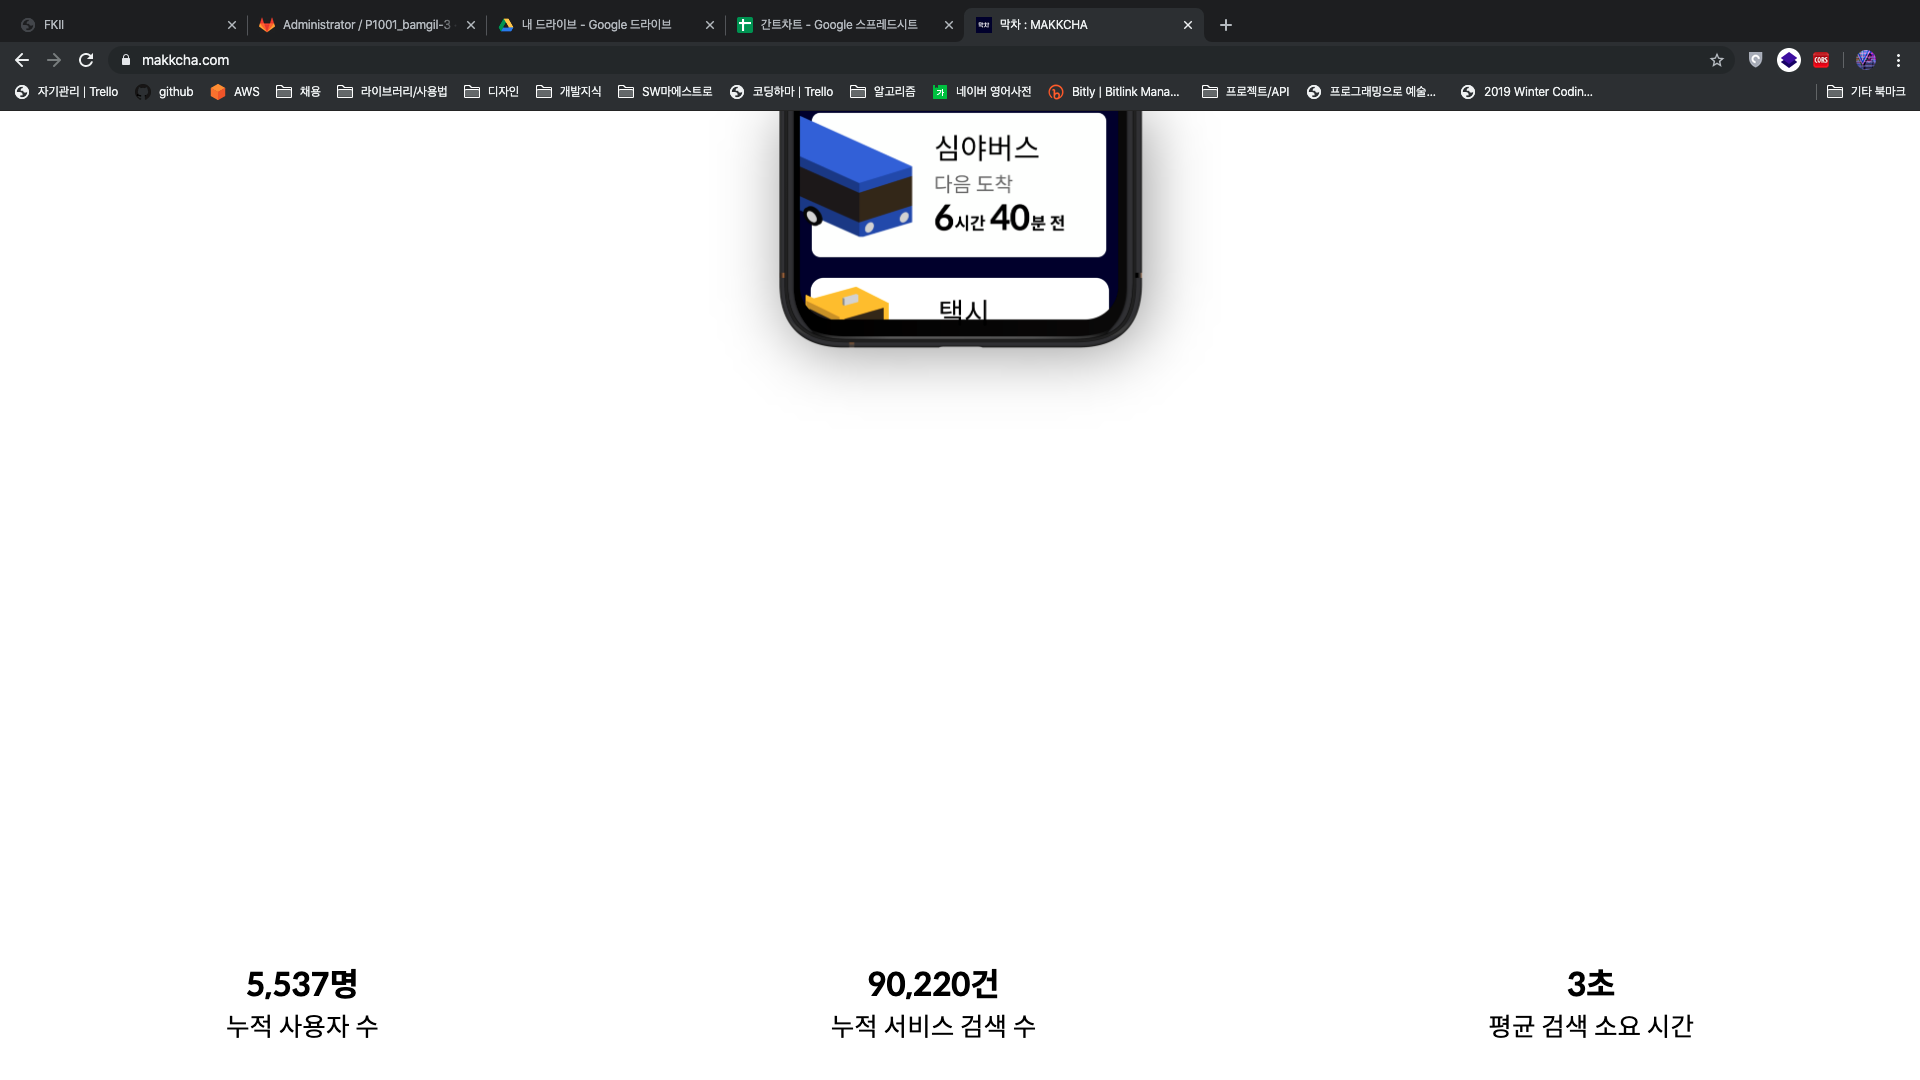 FKII
Administrator / P1001_bamgil-3
내 드라이브 - Google 드라이브
간트차트 - Google 스프레드시트
막차 : MAKKCHA
makkcha.com
CORS
자기관리 | Trello
github
AWS
채용
라이브러리/사용법
디자인
개발지식
SW마에스트로
코딩하마 | Trello
알고리즘
네이버 영어사전
Bitly | Bitlink Mana...
프로젝트/API
프로그래밍으로 예술...
2019 Winter Codin...
기타 북마크
심야버스
다음 도착
6시간 40분 전
택시
5,537명
누적 사용자 수
90,220건
누적 서비스 검색 수
3초
평균 검색 소요 시간